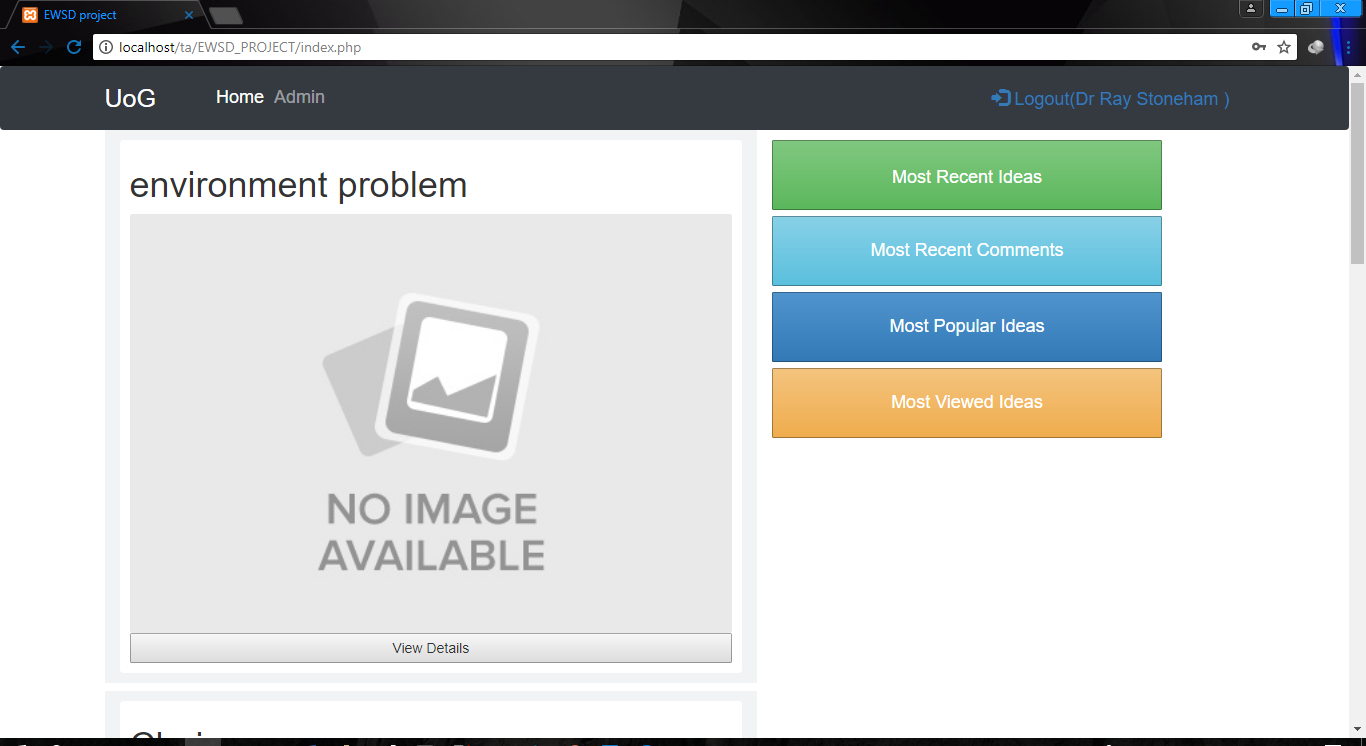 EWSD project
localhost/ta/EWSD_PROJECT/index.php
UoG
Home Admin
Logout(Dr Ray Stoneham )
environment problem
NO IMAGE
AVAILABLE
View Details
Most Recent Ideas
Most Recent Comments
Most Popular Ideas
Most Viewed Ideas